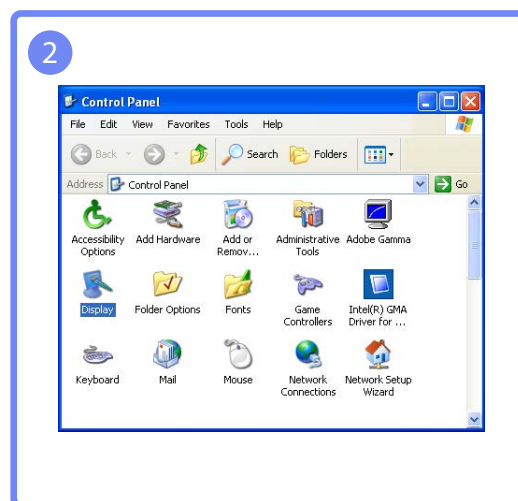 2
Control Panel
File Edit View Favorites Tools Help
Back Search Folders
Address Control Panel Go
Accessibility Options Add Hardware Add or Remov... Administrative Tools Adobe Gamma
Display Folder Options Fonts Game Controllers Intel(R) GMA Driver for ...
Keyboard Mail Mouse Network Connections Network Setup Wizard